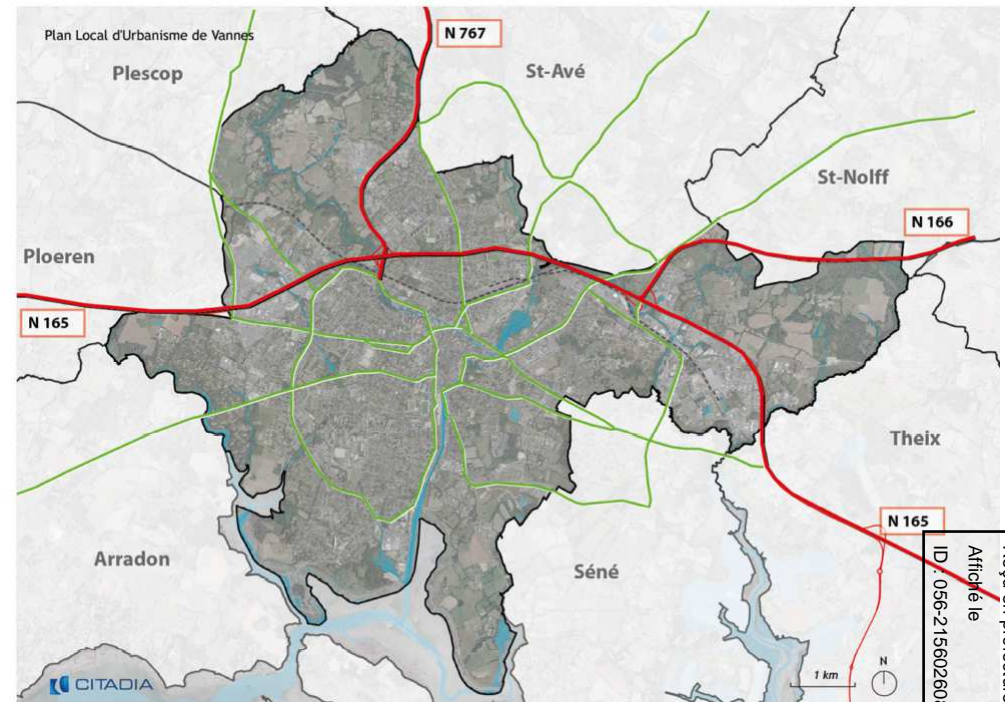 Plan Local d'Urbanisme de Vannes
N 767
Plescop
St-Avé
St-Nolff
N 166
Ploeren
N 165
Theix
N 165
Arradon
Séné
Affiché le
ID : 056-21560260
1 km
N
CITADIA